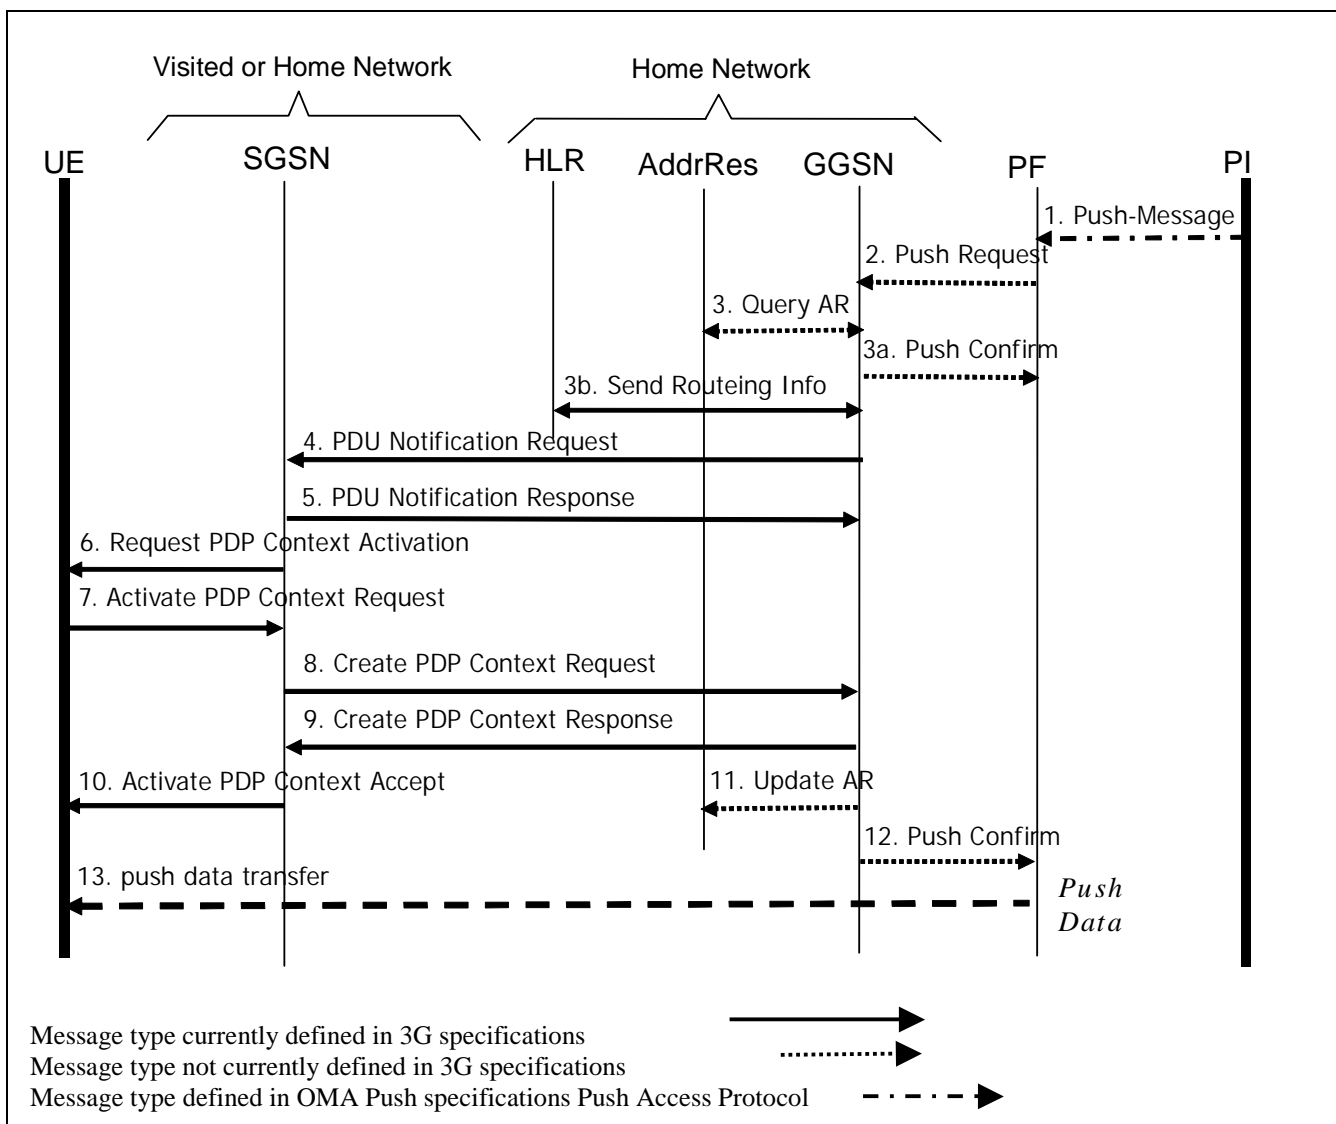 Visited or Home Network
Home Network
UE
SGSN
HLR
AddrRes
GGSN
PF
PI
1. Push-Message
2. Push Request
3. Query AR
3a. Push Confirm
3b. Send Routeing Info
4. PDU Notification Request
5. PDU Notification Response
6. Request PDP Context Activation
7. Activate PDP Context Request
8. Create PDP Context Request
9. Create PDP Context Response
10. Activate PDP Context Accept
11. Update AR
12. Push Confirm
13. push data transfer
Push
Data
Message type currently defined in 3G specifications
Message type not currently defined in 3G specifications
Message type defined in OMA Push specifications Push Access Protocol